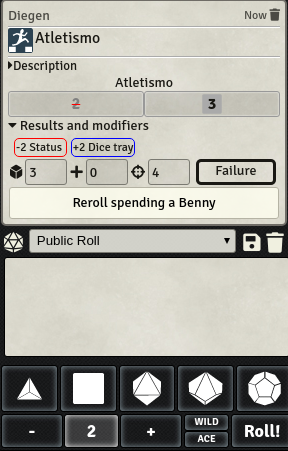 Diegen Now
Atletismo
Description
Atletismo
2 3
Results and modifiers
-2 Status +2 Dice tray
3 0 4 Failure
Reroll spending a Benny
Public Roll
- 2 + WILD
ACE Roll!